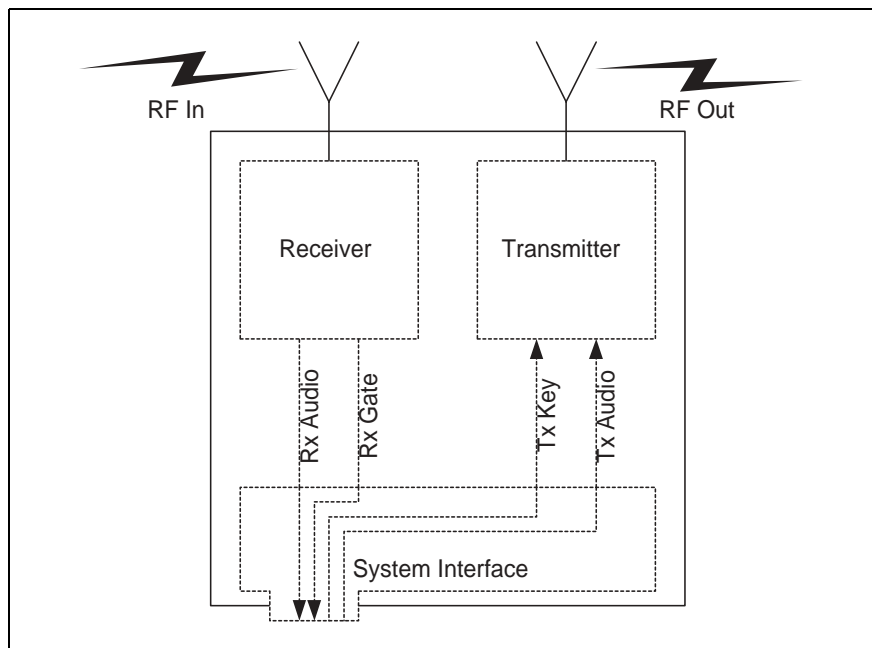 RF In
RF Out
Receiver
Transmitter
Rx Audio
Rx Gate
Tx Key
Tx Audio
System Interface